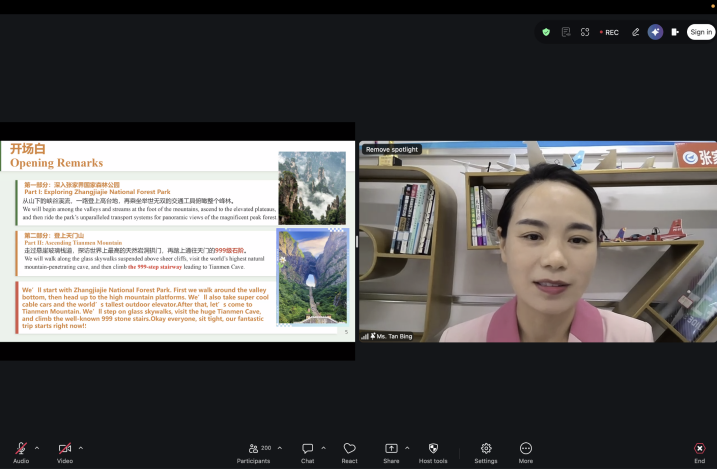 REC
Sign in
开场白
Opening Remarks
第一部分：深入张家界国家森林公园
Part I: Exploring Zhangjiajie National Forest Park
从山下的峡谷溪流，一路登上高台地，再乘坐举世无双的交通工具俯瞰整个峰林。
We will begin among the valleys and streams at the foot of the mountains, ascend to the elevated plateaus,
and then ride the park's unparalleled transport systems for panoramic views of the magnificent peak forest.
第二部分：登上天门山
Part II: Ascending Tianmen Mountain
走过悬崖玻璃栈道，探访世界上最高的天然岩洞拱门，再踏上通往天门的999级石阶。
We will walk along the glass skywalks suspended above sheer cliffs, visit the world's highest natural
mountain-penetrating cave, and then climb the 999-step stairway leading to Tianmen Cave.
We'll start with Zhangjiajie National Forest Park. First we walk around the valley
bottom, then head up to the high mountain platforms. We'll also take super cool
cable cars and the world's tallest outdoor elevator.After that, let's come to
Tianmen Mountain. We'll step on glass skywalks, visit the huge Tianmen Cave,
and climb the well-known 999 stone stairs.Okay everyone, sit tight, our fantastic
trip starts right now!!
5
Remove spotlight
张家
Ms. Tan Bing
Audio
Video
Participants
200
Chat
React
Share
Host tools
Settings
More
End